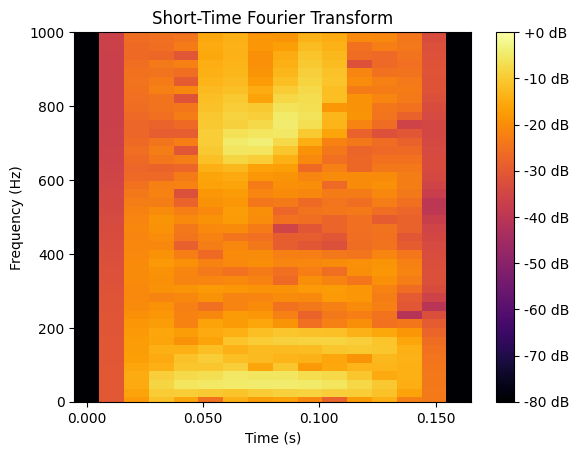 Short-Time Fourier Transform
1000
800
600
400
200
0
Frequency (Hz)
0.000
0.050
0.100
0.150
Time (s)
+0 dB
-10 dB
-20 dB
-30 dB
-40 dB
-50 dB
-60 dB
-70 dB
-80 dB